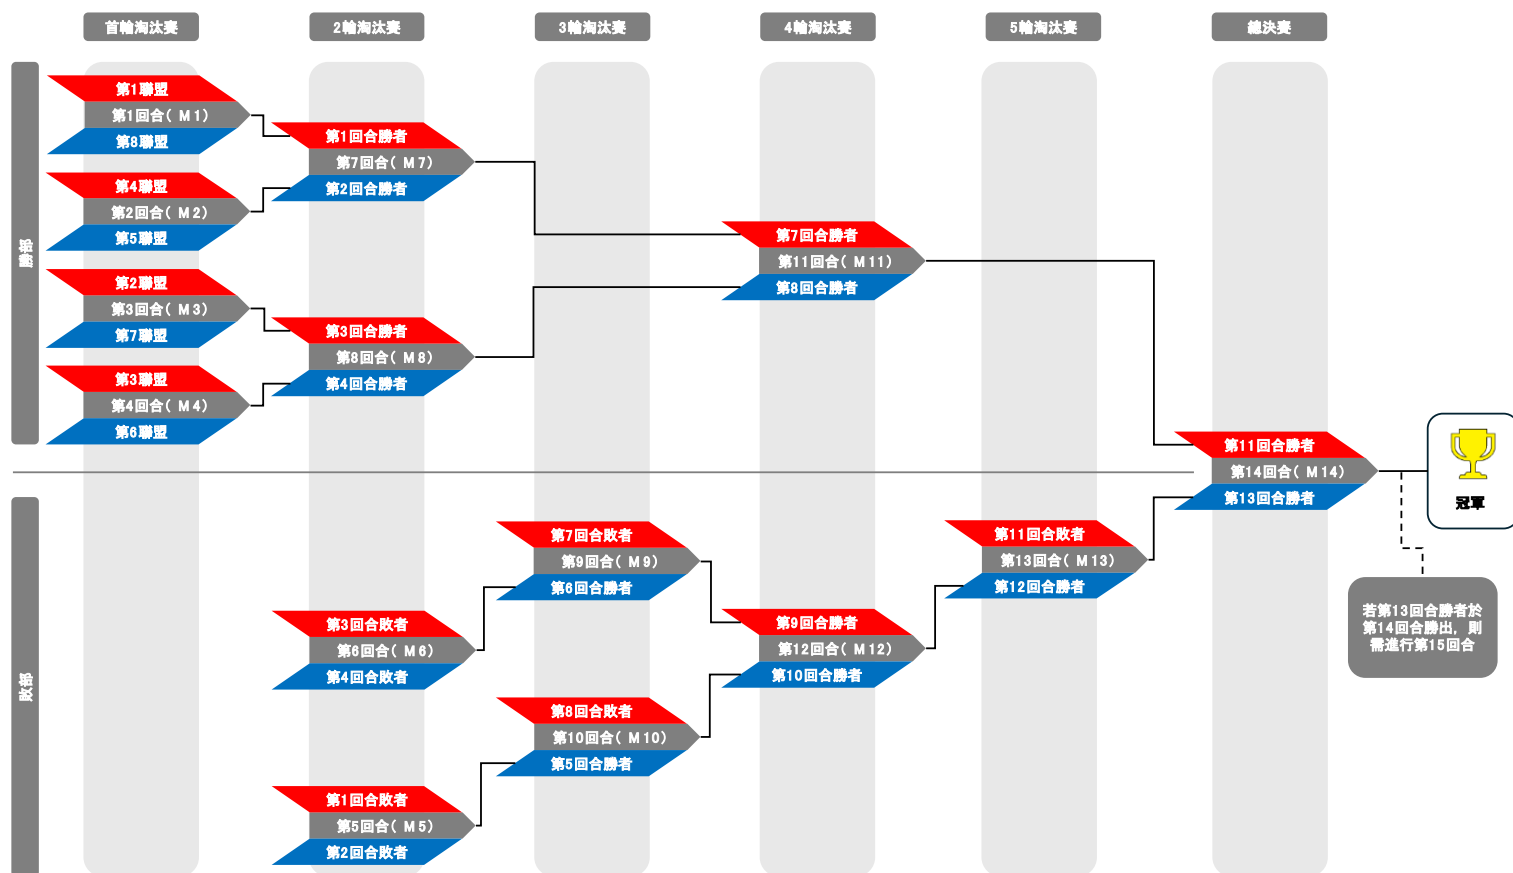 首輪淘汰賽
2輪淘汰賽
3輪淘汰賽
4輪淘汰賽
5輪淘汰賽
總決賽
勝部
第1聯盟
第1回合( M1)
第8聯盟
第4聯盟
第2回合( M2)
第5聯盟
第2聯盟
第3回合( M3)
第7聯盟
第3聯盟
第4回合( M4)
第6聯盟
第1回合勝者
第7回合( M7)
第2回合勝者
第3回合勝者
第8回合( M8)
第4回合勝者
第7回合勝者
第11回合( M11)
第8回合勝者
第11回合勝者
第14回合( M14)
第13回合勝者
冠軍
若第13回合勝者於
第14回合勝出, 則
需進行第15回合
敗部
第3回合敗者
第6回合( M6)
第4回合敗者
第1回合敗者
第5回合( M5)
第2回合敗者
第7回合敗者
第9回合( M9)
第6回合勝者
第8回合敗者
第10回合( M10)
第5回合勝者
第9回合勝者
第12回合( M12)
第10回合勝者
第11回合敗者
第13回合( M13)
第12回合勝者